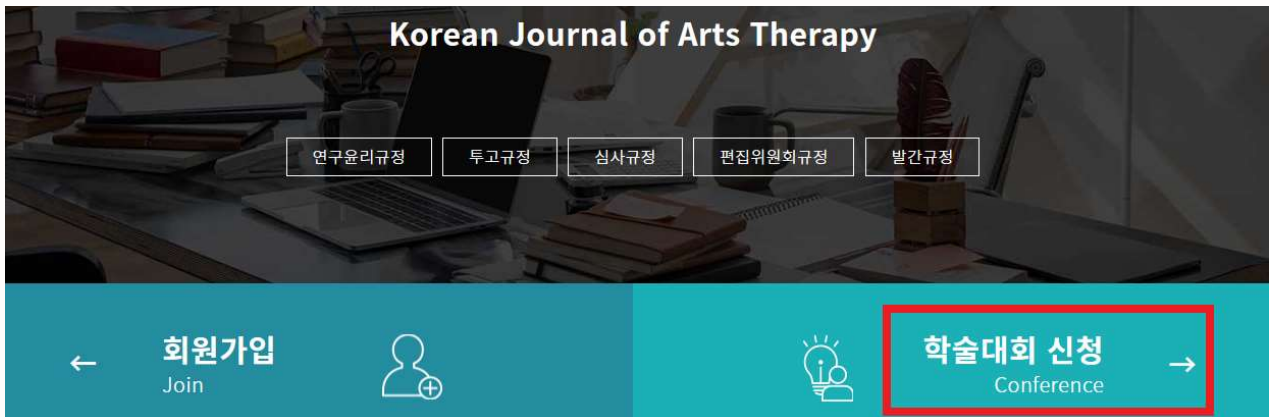 Korean Journal of Arts Therapy
연구윤리규정 투고규정 심사규정 편집위원회규정 발간규정
← 회원가입 학술대회 신청 →
Join Conference